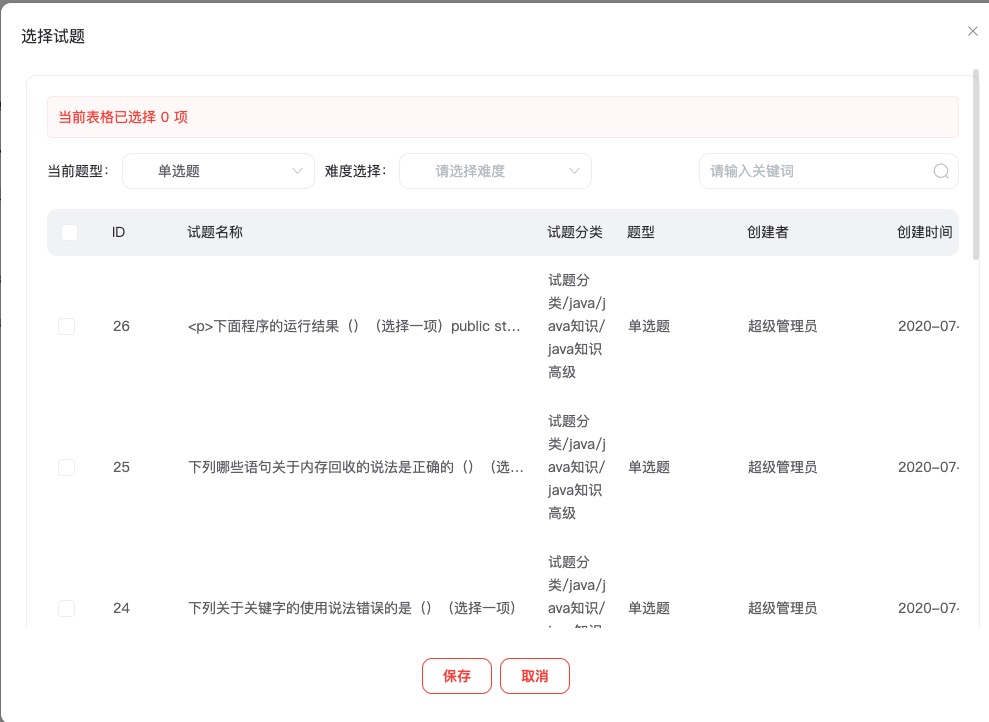 选择试题
当前表格已选择 0 项
当前题型: 单选题 难度选择: 请选择难度 请输入关键词
ID 试题名称 试题分类 题型 创建者 创建时间
试题分
类/java/j
26 <p>下面程序的运行结果（）（选择一项）public st... ava知识/ 单选题 超级管理员 2020-07-
java知识
高级
试题分
类/java/j
25 下列哪些语句关于内存回收的说法是正确的（）（选... ava知识/ 单选题 超级管理员 2020-07-
java知识
高级
试题分
类/java/j
24 下列关于关键字的使用说法错误的是（）（选择一项） ava知识/ 单选题 超级管理员 2020-07-
保存 取消